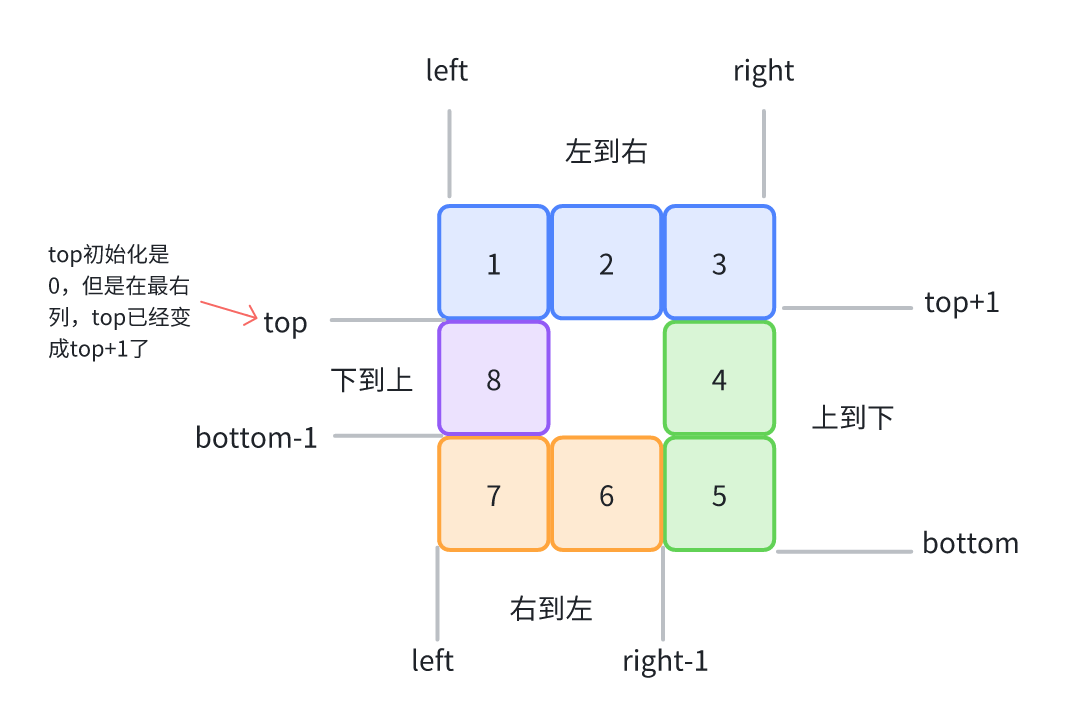 left
right
左到右
1
2
3
top初始化是
0，但是在最右
列，top已经变
成top+1了
top
top+1
下到上
8
4
上到下
bottom-1
7
6
5
bottom
右到左
left
right-1